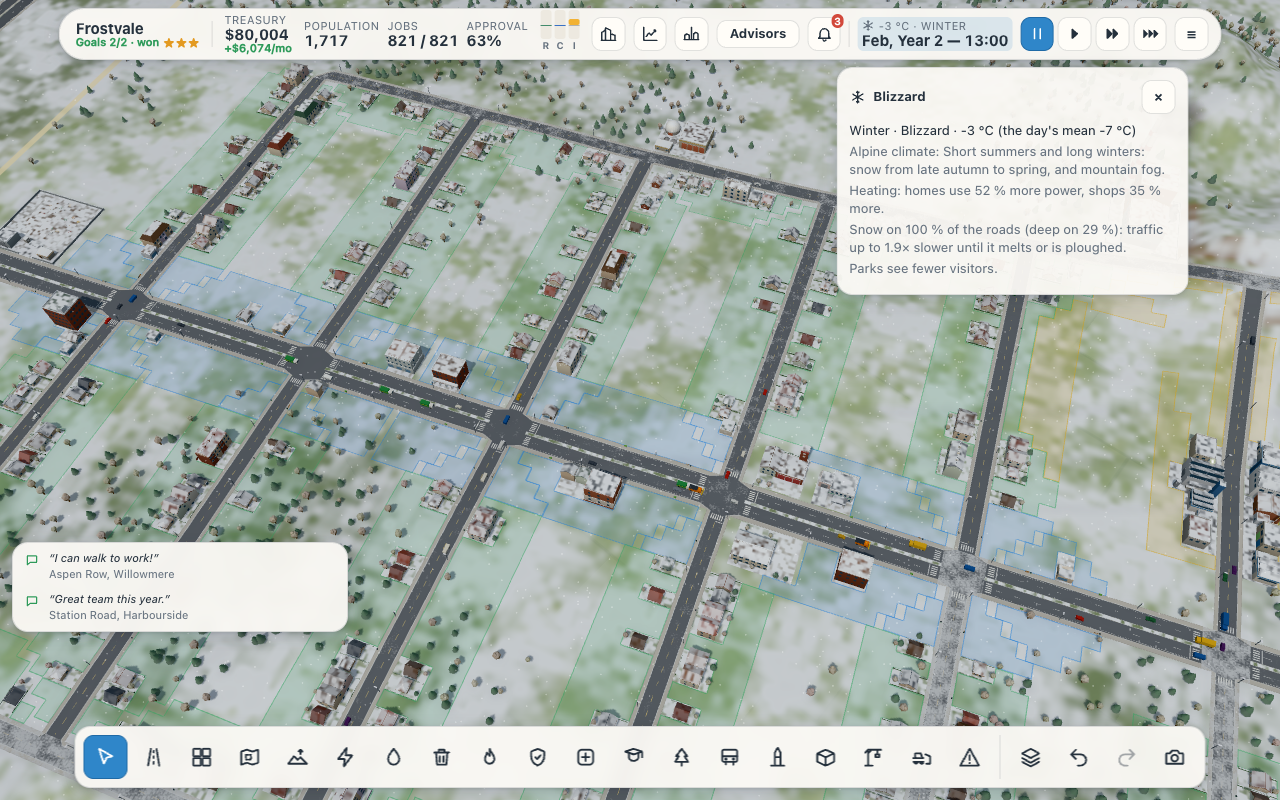 Frostvale
Goals 2/2 · won
TREASURY
$80,004
+$6,074/mo
POPULATION
1,717
JOBS
821 / 821
APPROVAL
63%
R C I
Advisors
3
-3 °C · WINTER
Feb, Year 2 — 13:00
Blizzard
Winter · Blizzard · -3 °C (the day's mean -7 °C)
Alpine climate: Short summers and long winters:
snow from late autumn to spring, and mountain fog.
Heating: homes use 52 % more power, shops 35 %
more.
Snow on 100 % of the roads (deep on 29 %): traffic
up to 1.9× slower until it melts or is ploughed.
Parks see fewer visitors.
“I can walk to work!”
Aspen Row, Willowmere
“Great team this year.”
Station Road, Harbourside